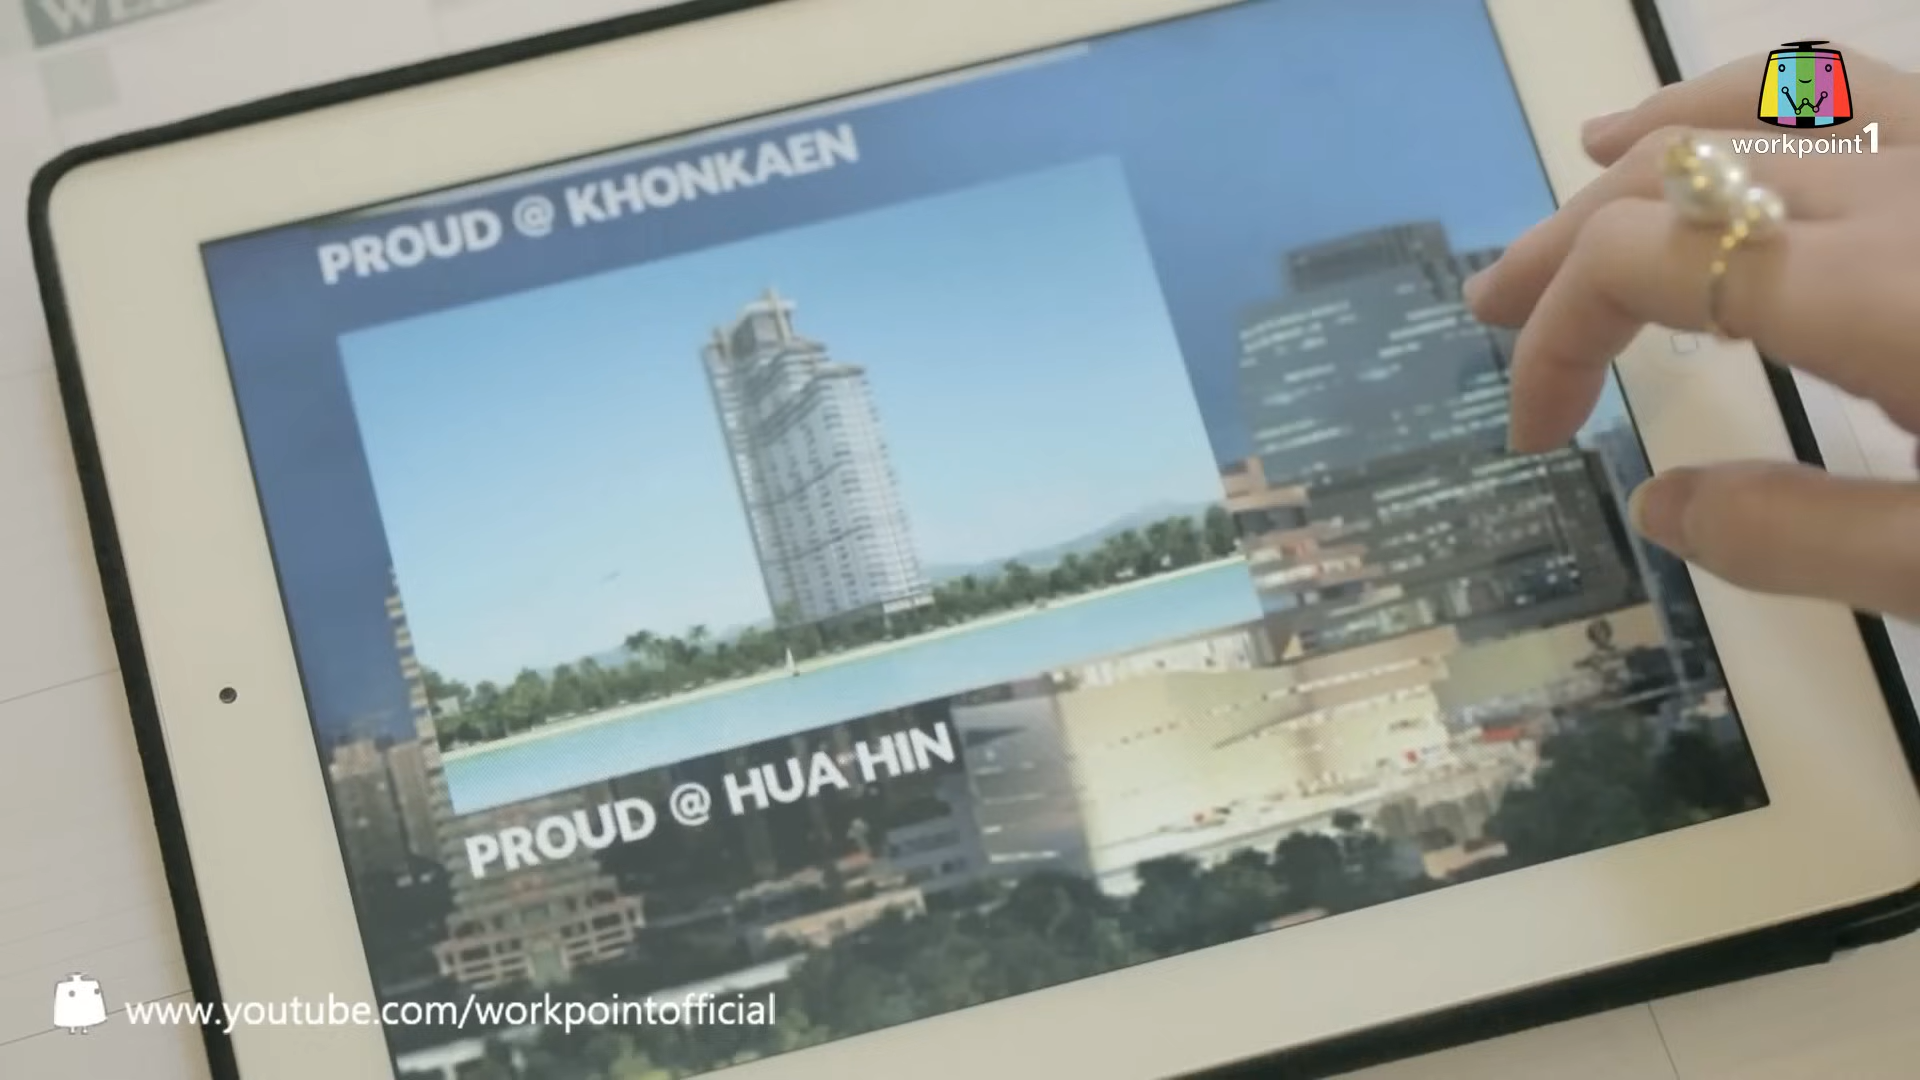 workpoint1
PROUD @ KHONKAEN
PROUD @ HUA HIN
www.youtube.com/workpointofficial